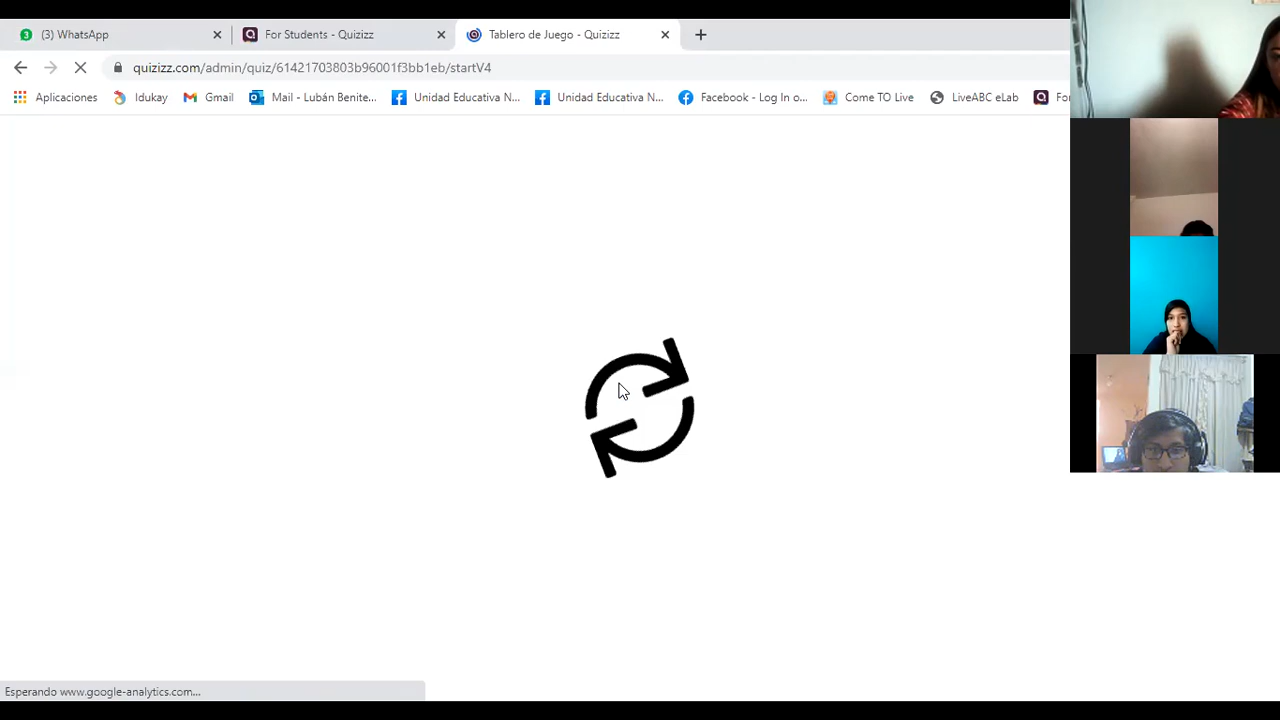 3 (3) WhatsApp
For Students - Quizizz
Tablero de Juego - Quizizz
quizizz.com/admin/quiz/61421703803b96001f3bb1eb/startV4
Aplicaciones
Idukay
Gmail
Mail - Lubán Benite...
Unidad Educativa N...
Unidad Educativa N...
Facebook - Log In o...
Come TO Live
LiveABC eLab
Fo
Esperando www.google-analytics.com...